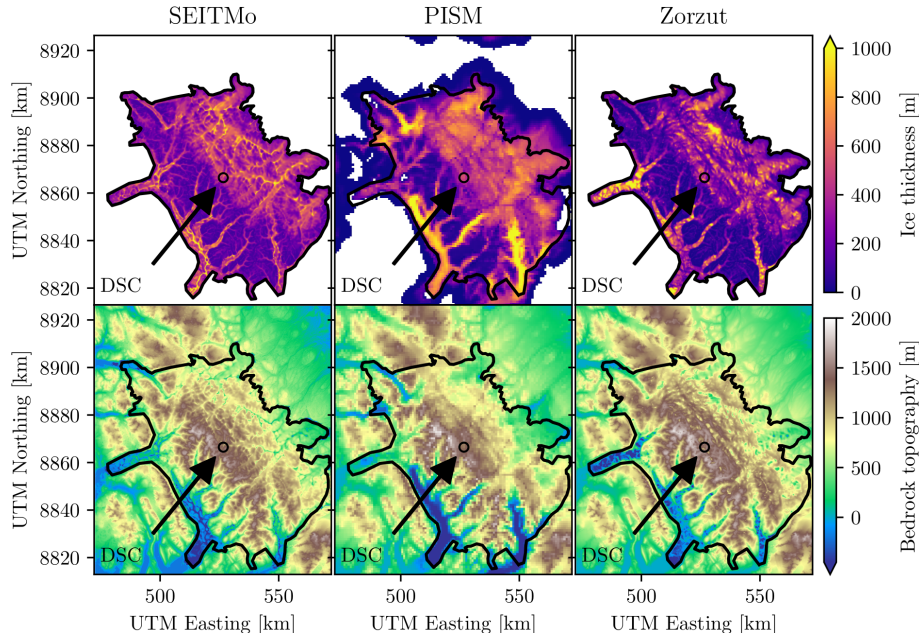 SEITMo PISM Zorzut
8920
8900
8880
8860
8840
8820
UTM Northing [km]
DSC DSC DSC
1000
800
600
400
200
0
Ice thickness [m]
8920
8900
8880
8860
8840
8820
UTM Northing [km]
DSC DSC DSC
2000
1500
1000
500
0
Bedrock topography [m]
500 550 500 550 500 550
UTM Easting [km] UTM Easting [km] UTM Easting [km]